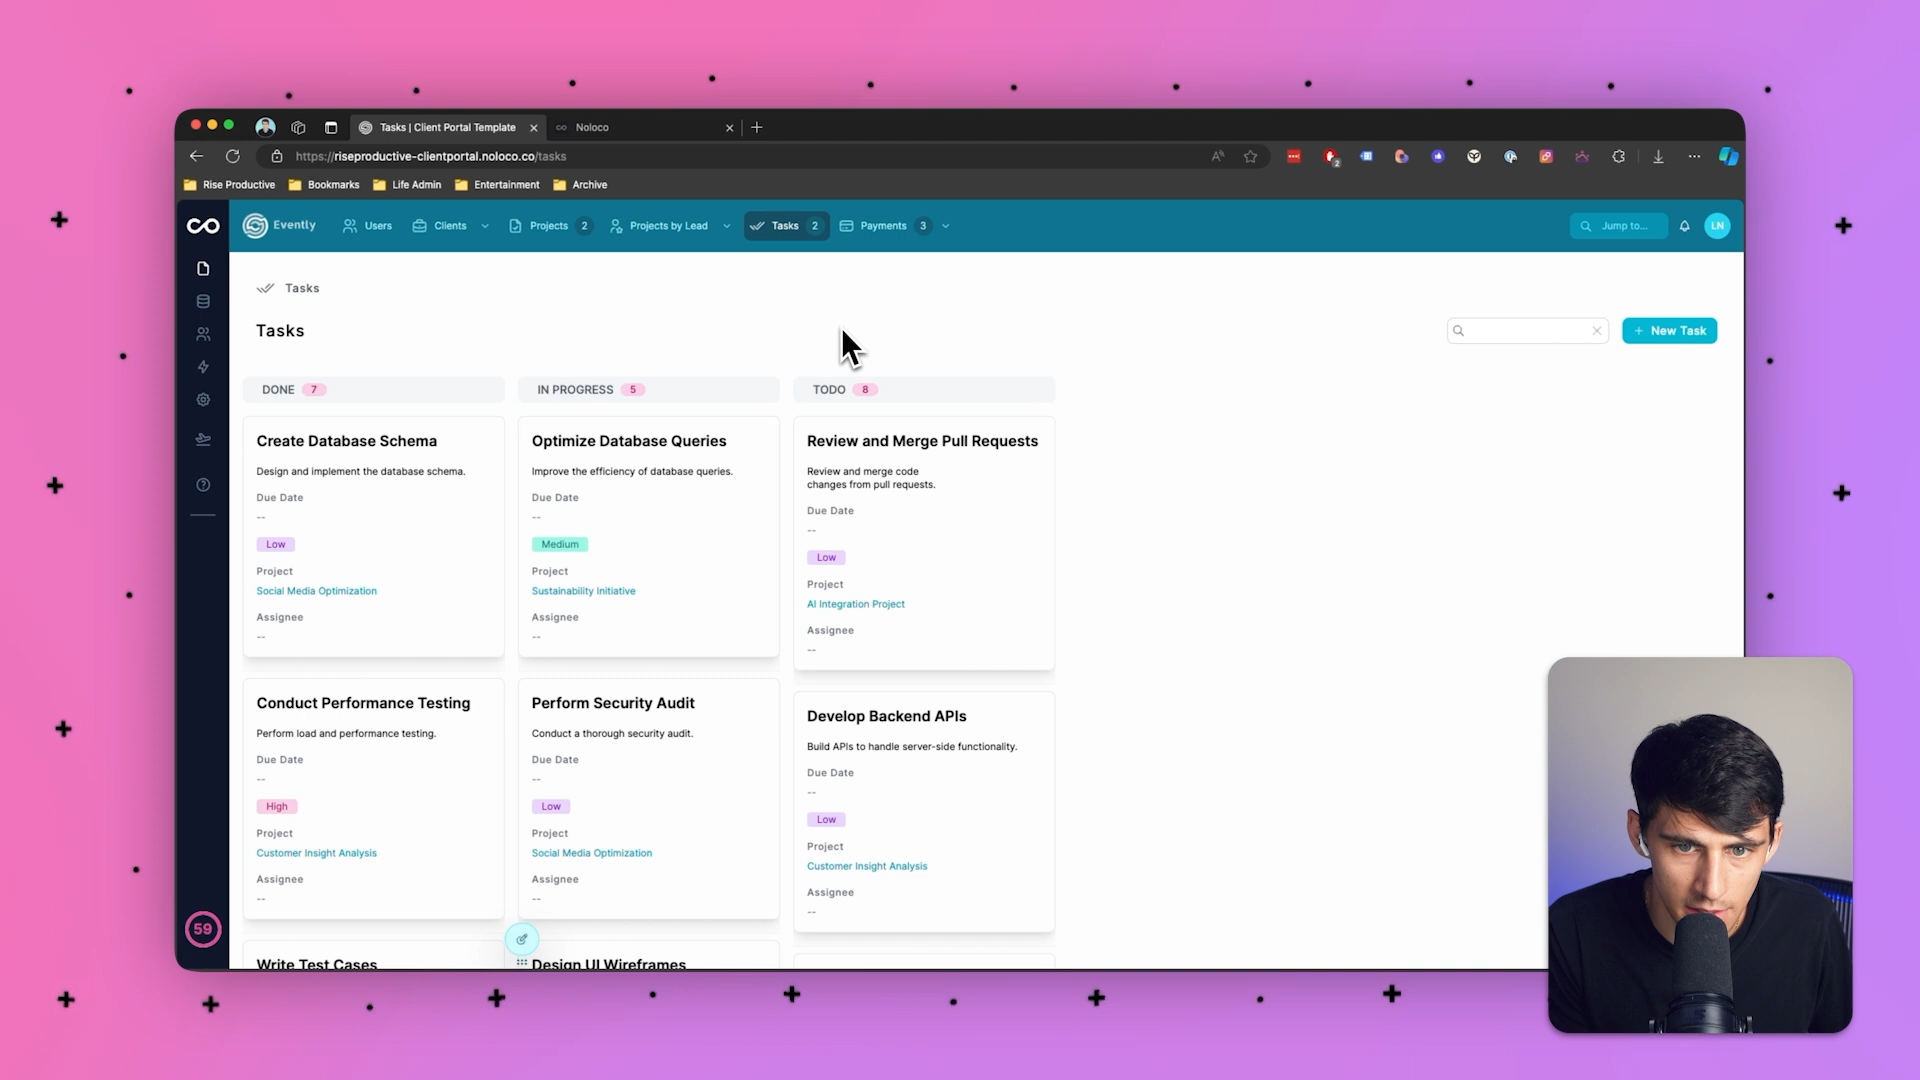 Tasks | Client Portal Template
Noloco
https://riseproductive-clientportal.noloco.co/tasks
2
Rise Productive
Bookmarks
Life Admin
Entertainment
Archive
Evently
Users
Clients
Projects 2
Projects by Lead
Tasks 2
Payments 3
Jump to...
LN
Tasks
Tasks
New Task
DONE 7
Create Database Schema
Design and implement the database schema.
Due Date
--
Low
Project
Social Media Optimization
Assignee
--
Conduct Performance Testing
Perform load and performance testing.
Due Date
--
High
Project
Customer Insight Analysis
Assignee
--
Write Test Cases
IN PROGRESS 5
Optimize Database Queries
Improve the efficiency of database queries.
Due Date
--
Medium
Project
Sustainability Initiative
Assignee
--
Perform Security Audit
Conduct a thorough security audit.
Due Date
--
Low
Project
Social Media Optimization
Assignee
--
Design UI Wireframes
TODO 8
Review and Merge Pull Requests
Review and merge code
changes from pull requests.
Due Date
--
Low
Project
AI Integration Project
Assignee
--
Develop Backend APIs
Build APIs to handle server-side functionality.
Due Date
--
Low
Project
Customer Insight Analysis
Assignee
--
59